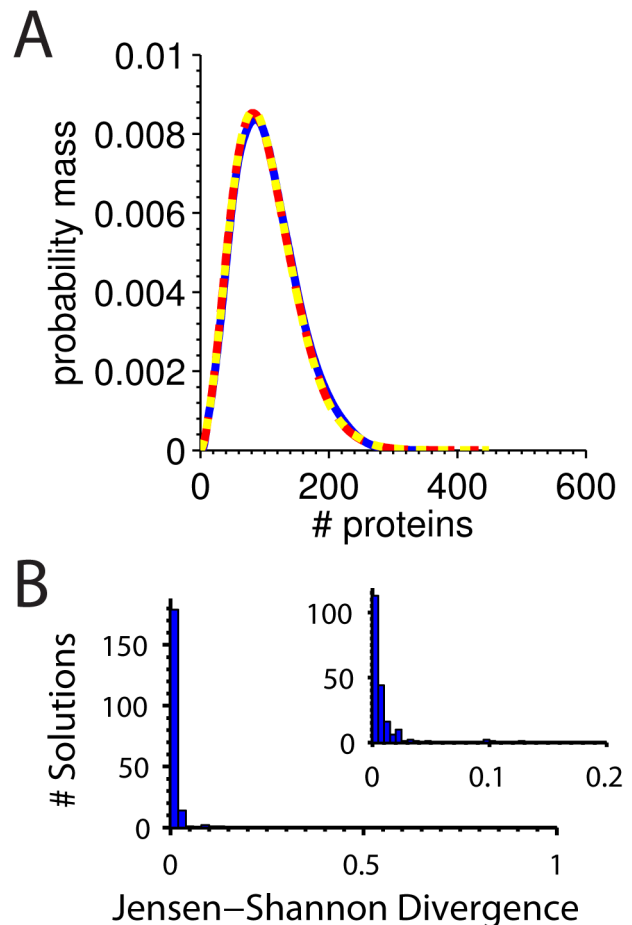 A
0.01
0.008
0.006
0.004
0.002
0
probability mass
0 200 400 600
# proteins
B
150
100
50
0
# Solutions
0 0.5 1
100
50
0
0 0.1 0.2
Jensen−Shannon Divergence